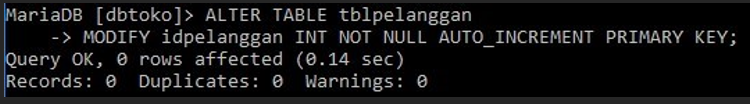 MariaDB [dbtoko]> ALTER TABLE tblpelanggan
-> MODIFY idpelanggan INT NOT NULL AUTO_INCREMENT PRIMARY KEY;
Query OK, 0 rows affected (0.14 sec)
Records: 0  Duplicates: 0  Warnings: 0